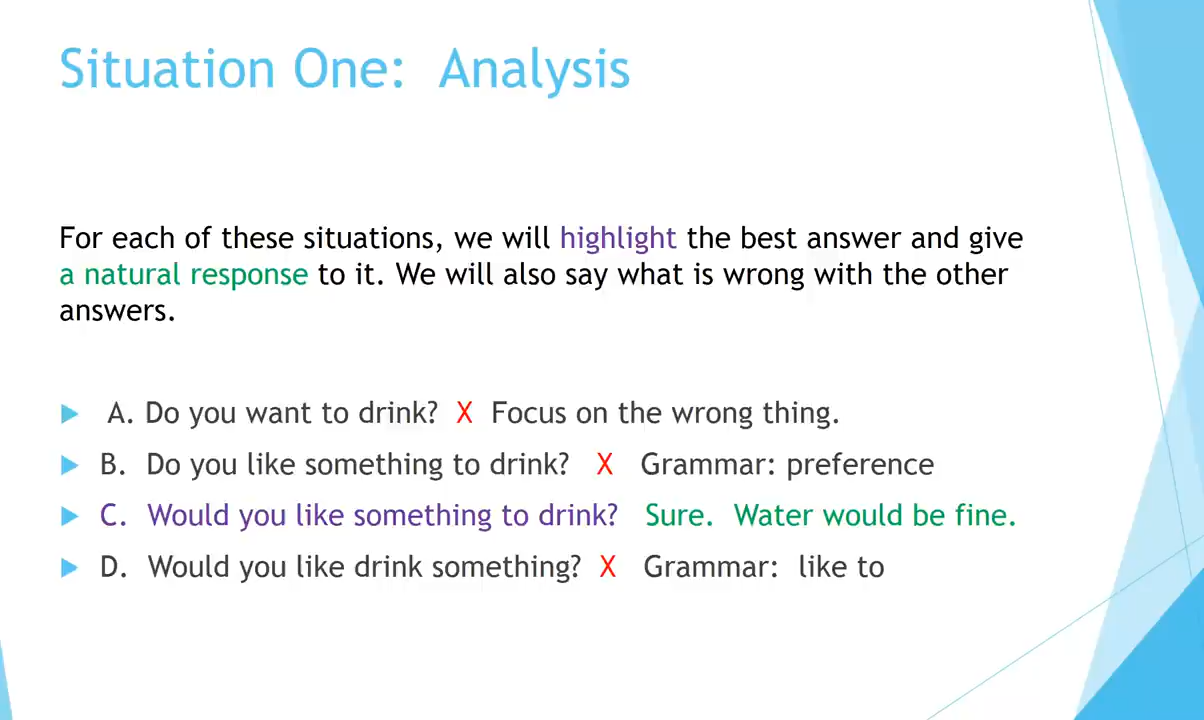 Situation One: Analysis
For each of these situations, we will highlight the best answer and give
a natural response to it. We will also say what is wrong with the other
answers.
A. Do you want to drink? X Focus on the wrong thing.
B. Do you like something to drink? X Grammar: preference
C. Would you like something to drink? Sure. Water would be fine.
D. Would you like drink something? X Grammar: like to